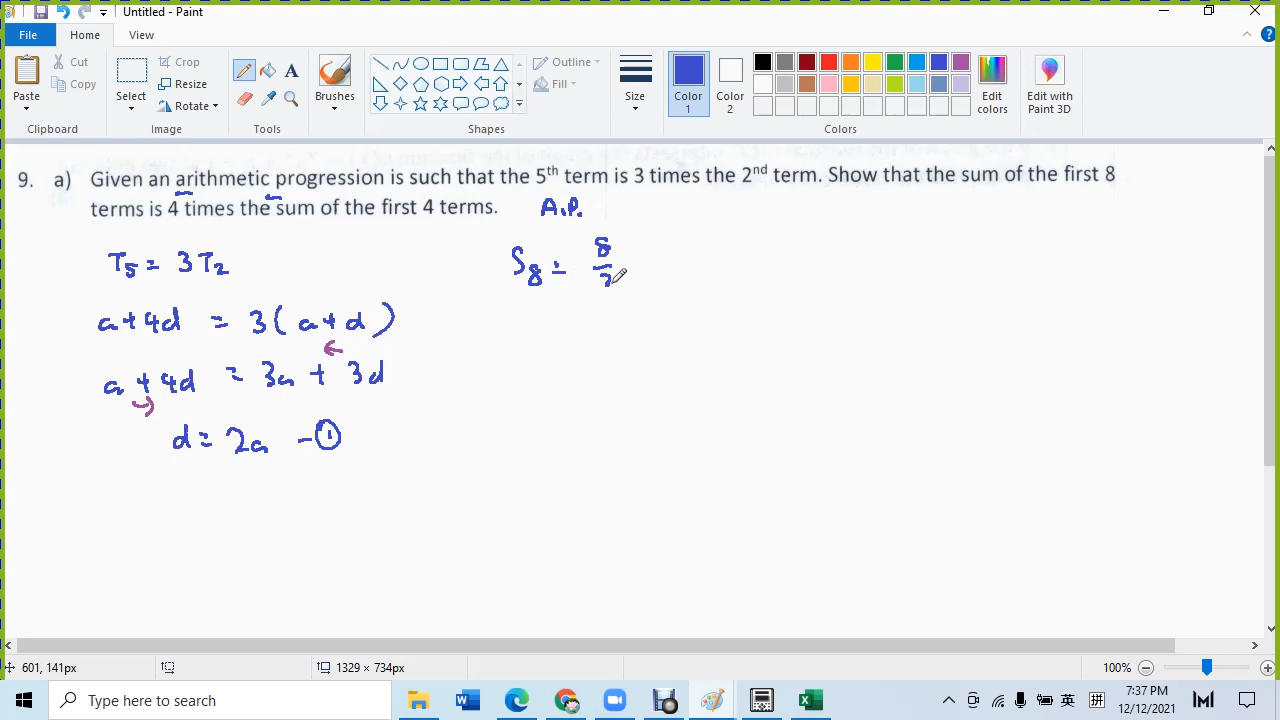 Untitled - Paint
File Home View
Paste
Cut
Copy
Clipboard
Select
Crop
Resize
Rotate
Image
A
Tools
Brushes
Outline
Fill
Shapes
Size
Color 1
Color 2
Edit colors
Colors
Edit with Paint 3D
9. a) Given an arithmetic progression is such that the 5th term is 3 times the 2nd term. Show that the sum of the first 8
terms is 4 times the sum of the first 4 terms.
A.P.
T5 = 3T2
a+4d = 3(a+d)
a+4d = 3a + 3d
d = 2a - ①
S8 = 8/2
601, 141px
1329 × 734px
100%
Type here to search
英
拼
7:37 PM
12/12/2021